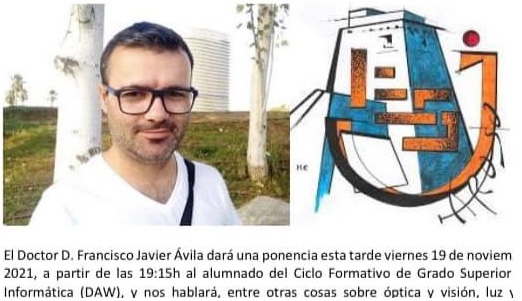 IES
HE
El Doctor D. Francisco Javier Ávila dará una ponencia esta tarde viernes 19 de noviem
2021, a partir de las 19:15h al alumnado del Ciclo Formativo de Grado Superior
Informática (DAW), y nos hablará, entre otras cosas sobre óptica y visión, luz y